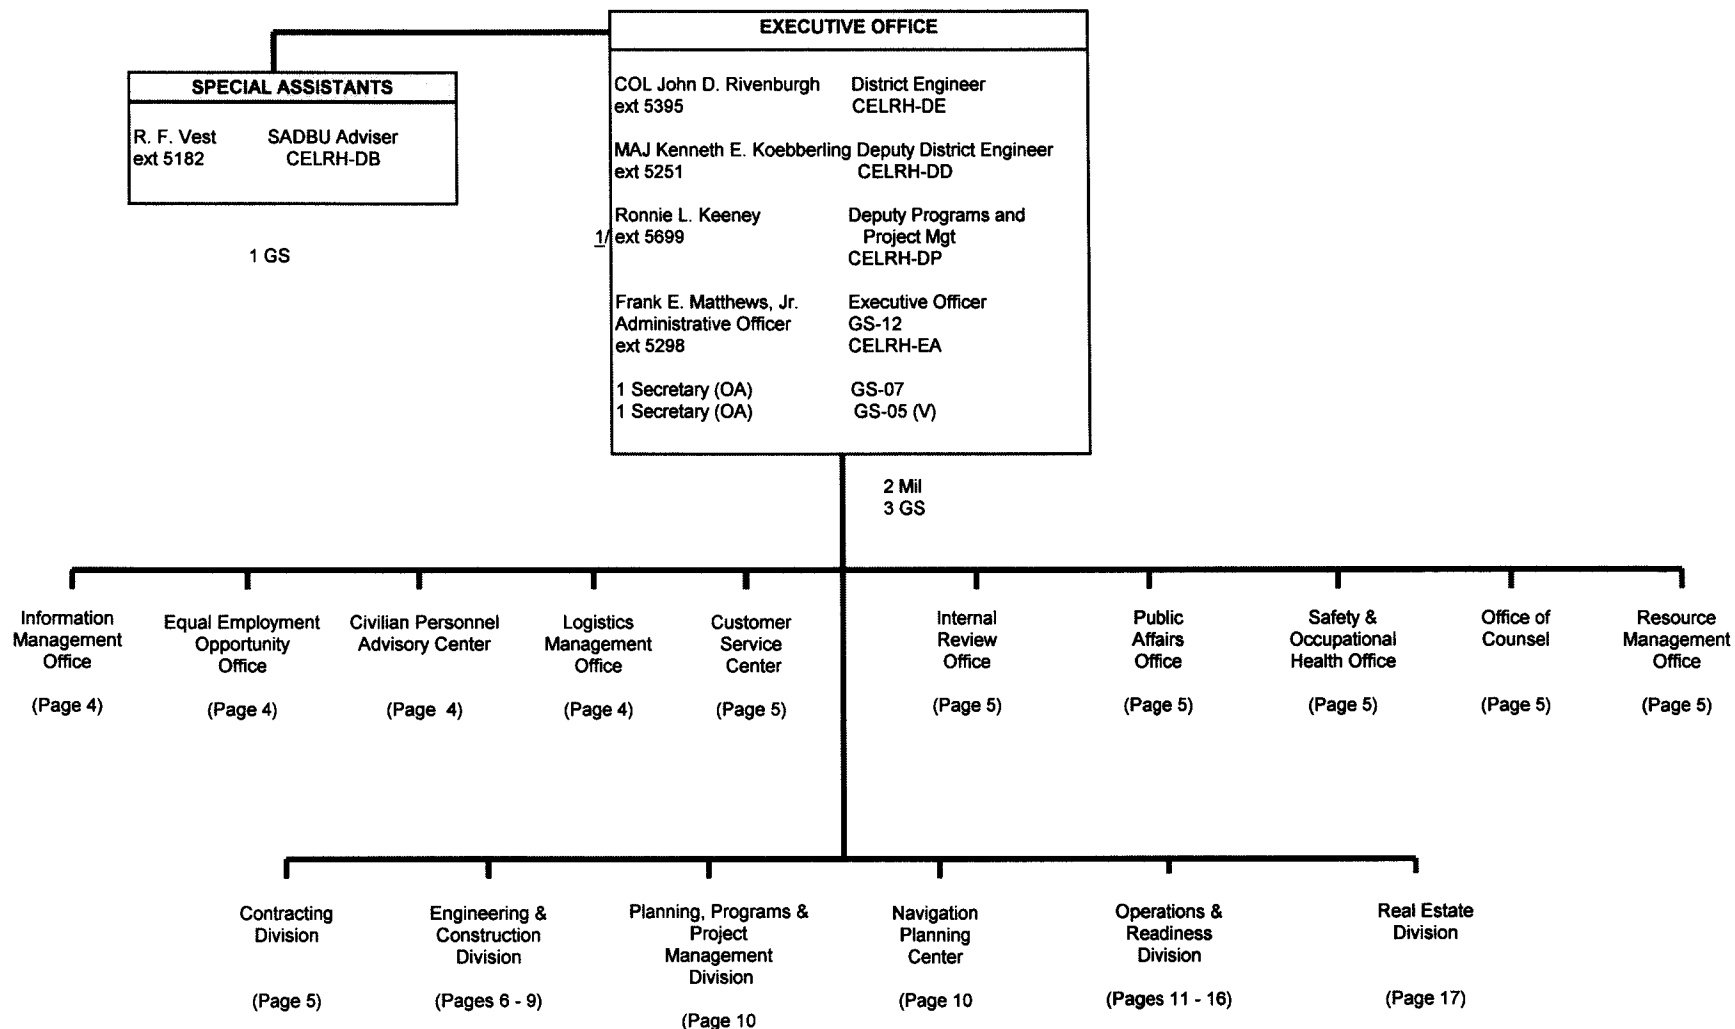 EXECUTIVE OFFICE
COL John D. Rivenburgh District Engineer
ext 5395 CELRH-DE
MAJ Kenneth E. Koebberling Deputy District Engineer
ext 5251 CELRH-DD
Ronnie L. Keeney Deputy Programs and
1/ ext 5699 Project Mgt
CELRH-DP
Frank E. Matthews, Jr. Executive Officer
Administrative Officer GS-12
ext 5298 CELRH-EA
1 Secretary (OA) GS-07
1 Secretary (OA) GS-05 (V)
SPECIAL ASSISTANTS
R. F. Vest SADBU Adviser
ext 5182 CELRH-DB
1 GS
2 Mil
3 GS
Information
Management
Office
(Page 4)
Equal Employment
Opportunity
Office
(Page 4)
Civilian Personnel
Advisory Center
(Page 4)
Logistics
Management
Office
(Page 4)
Customer
Service
Center
(Page 5)
Internal
Review
Office
(Page 5)
Public
Affairs
Office
(Page 5)
Safety &
Occupational
Health Office
(Page 5)
Office of
Counsel
(Page 5)
Resource
Management
Office
(Page 5)
Contracting
Division
(Page 5)
Engineering &
Construction
Division
(Pages 6 - 9)
Planning, Programs &
Project
Management
Division
(Page 10
Navigation
Planning
Center
(Page 10
Operations &
Readiness
Division
(Pages 11 - 16)
Real Estate
Division
(Page 17)